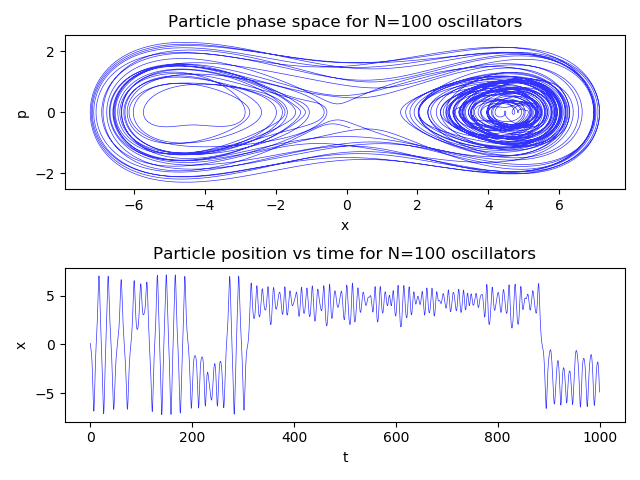 Particle phase space for N=100 oscillators
p
2
0
−2
−6 −4 −2 0 2 4 6
x
Particle position vs time for N=100 oscillators
x
5
0
−5
0 200 400 600 800 1000
t